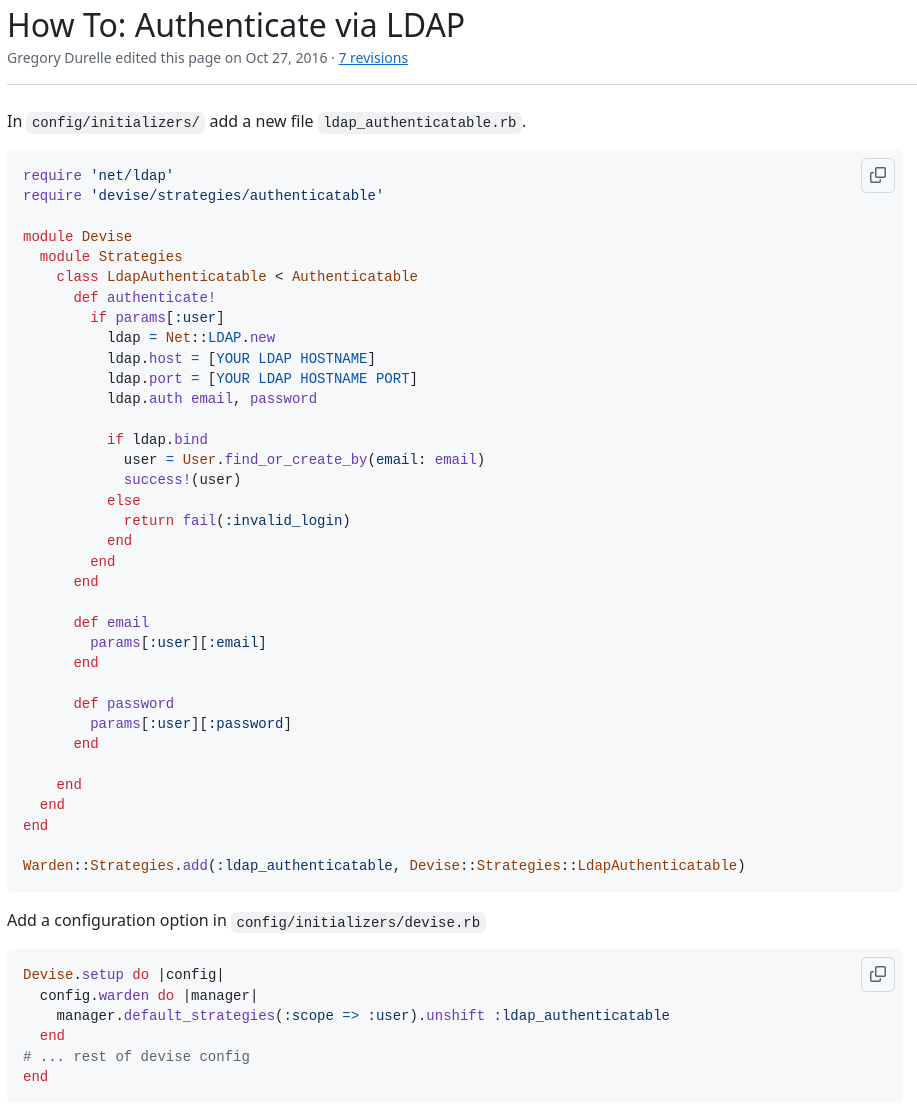 How To: Authenticate via LDAP
Gregory Durelle edited this page on Oct 27, 2016 · 7 revisions
In config/initializers/ add a new file ldap_authenticatable.rb.
require 'net/ldap'
require 'devise/strategies/authenticatable'

module Devise
  module Strategies
    class LdapAuthenticatable < Authenticatable
      def authenticate!
        if params[:user]
          ldap = Net::LDAP.new
          ldap.host = [YOUR LDAP HOSTNAME]
          ldap.port = [YOUR LDAP HOSTNAME PORT]
          ldap.auth email, password

          if ldap.bind
            user = User.find_or_create_by(email: email)
            success!(user)
          else
            return fail(:invalid_login)
          end
        end
      end

      def email
        params[:user][:email]
      end

      def password
        params[:user][:password]
      end

    end
  end
end

Warden::Strategies.add(:ldap_authenticatable, Devise::Strategies::LdapAuthenticatable)
Add a configuration option in config/initializers/devise.rb
Devise.setup do |config|
  config.warden do |manager|
    manager.default_strategies(:scope => :user).unshift :ldap_authenticatable
  end
# ... rest of devise config
end